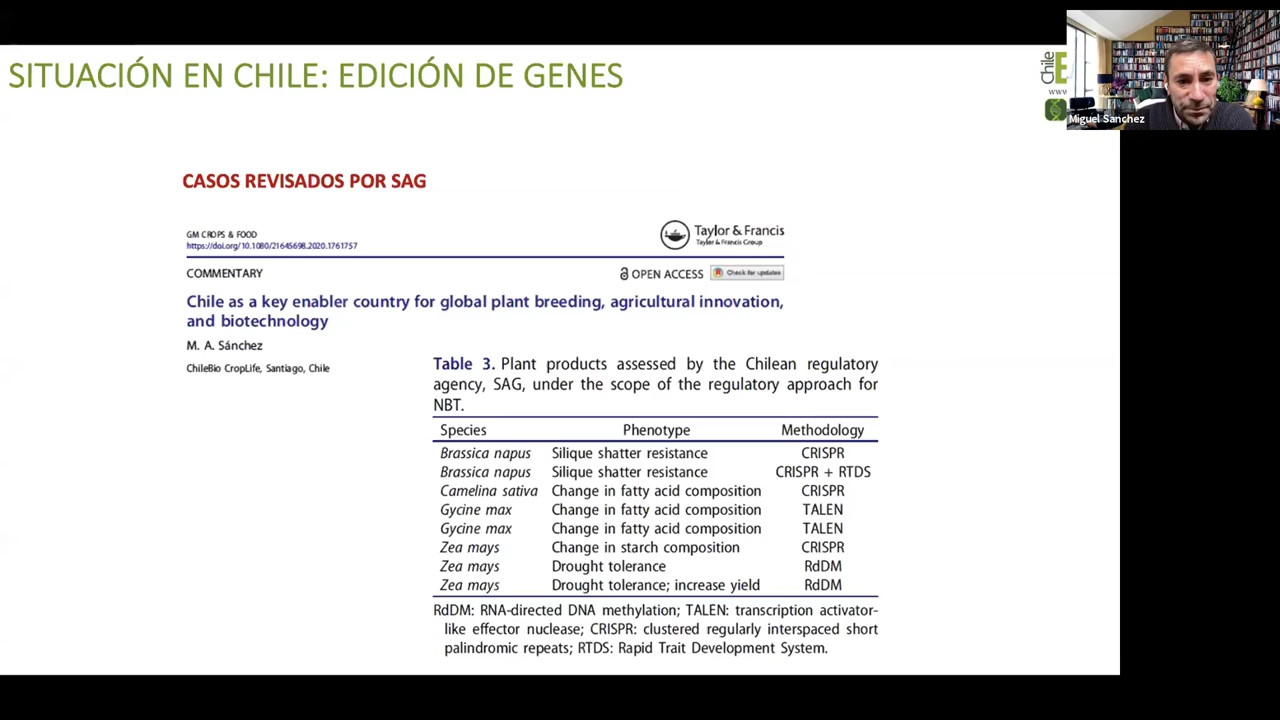 SITUACIÓN EN CHILE: EDICIÓN DE GENES
Chile
E
www
Miguel Sanchez
CASOS REVISADOS POR SAG
GM CROPS & FOOD
https://doi.org/10.1080/21645698.2020.1761757
Taylor & Francis
Taylor & Francis Group
COMMENTARY
OPEN ACCESS
Check for updates
Chile as a key enabler country for global plant breeding, agricultural innovation,
and biotechnology
M. A. Sánchez
ChileBio CropLife, Santiago, Chile
Table 3. Plant products assessed by the Chilean regulatory
agency, SAG, under the scope of the regulatory approach for
NBT.
Species Phenotype Methodology
Brassica napus Silique shatter resistance CRISPR
Brassica napus Silique shatter resistance CRISPR + RTDS
Camelina sativa Change in fatty acid composition CRISPR
Gycine max Change in fatty acid composition TALEN
Gycine max Change in fatty acid composition TALEN
Zea mays Change in starch composition CRISPR
Zea mays Drought tolerance RdDM
Zea mays Drought tolerance; increase yield RdDM
RdDM: RNA-directed DNA methylation; TALEN: transcription activator-
like effector nuclease; CRISPR: clustered regularly interspaced short
palindromic repeats; RTDS: Rapid Trait Development System.